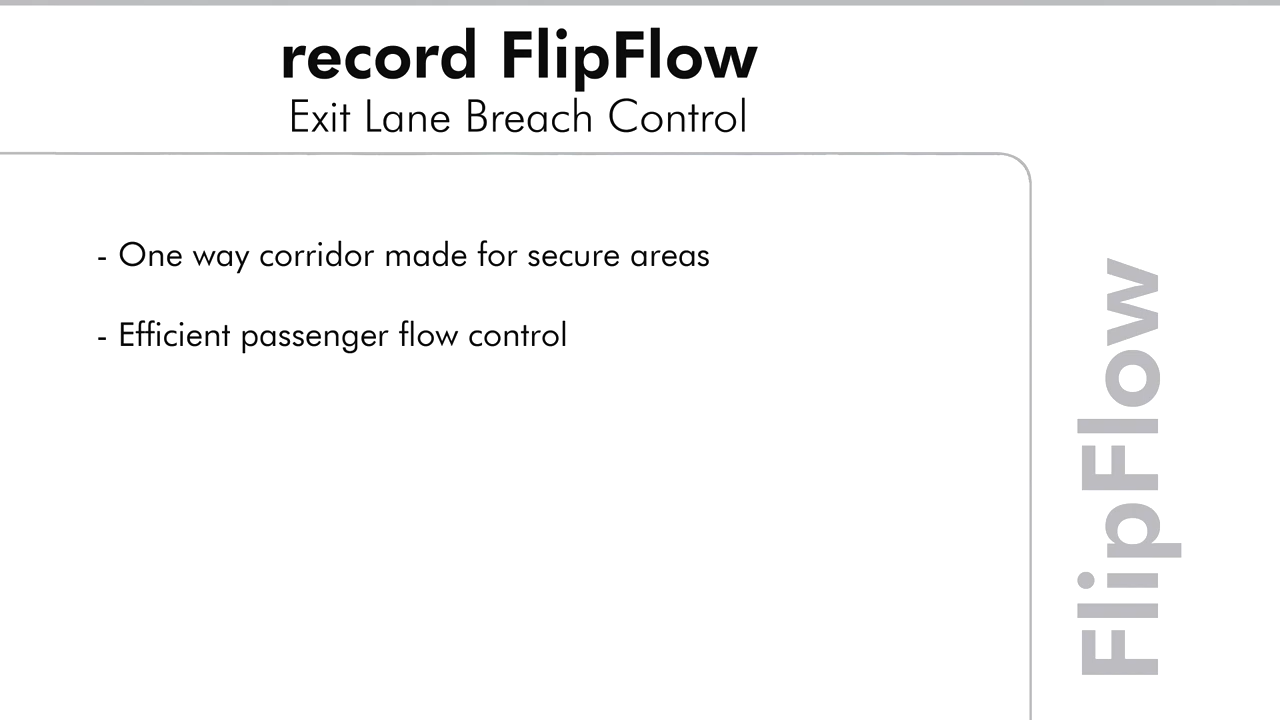 record FlipFlow
Exit Lane Breach Control
- One way corridor made for secure areas
- Efficient passenger flow control
FlipFlow